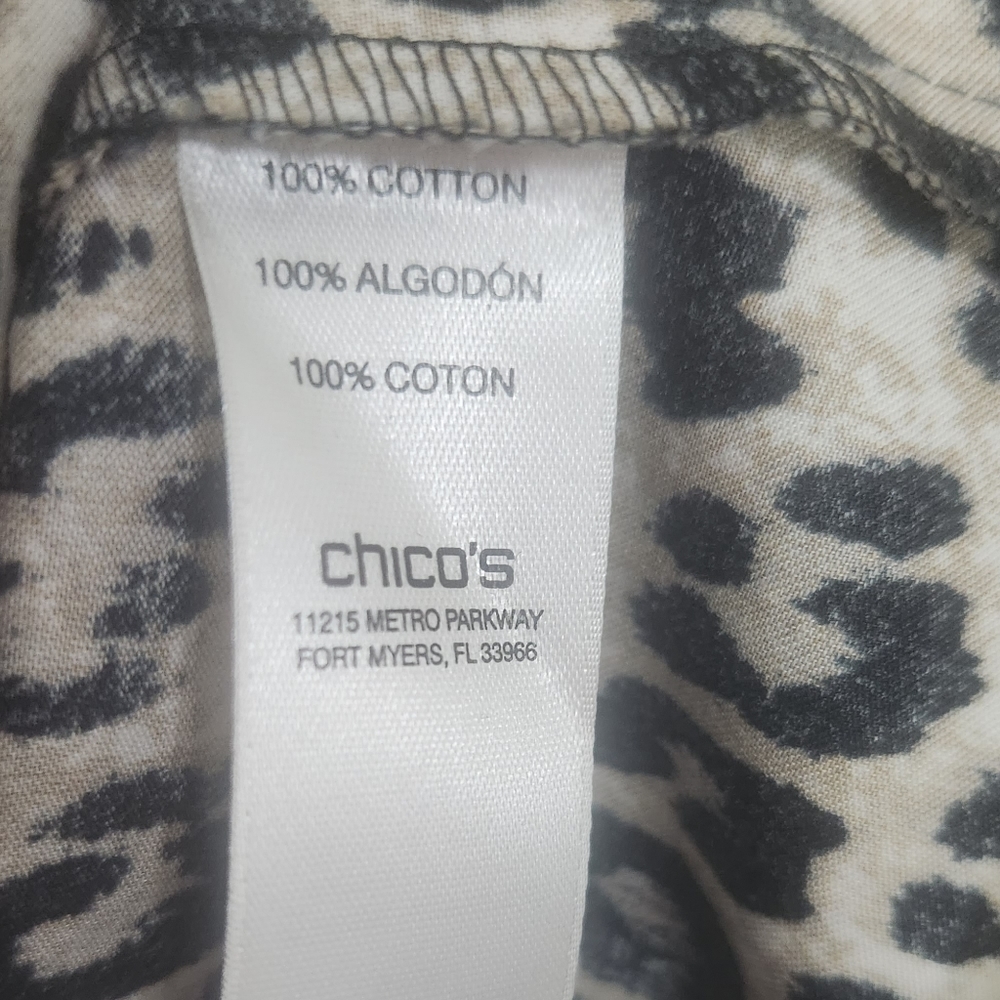 100% COTTON
100% ALGODÓN
100% COTON
chico's
11215 METRO PARKWAY
FORT MYERS, FL 33966